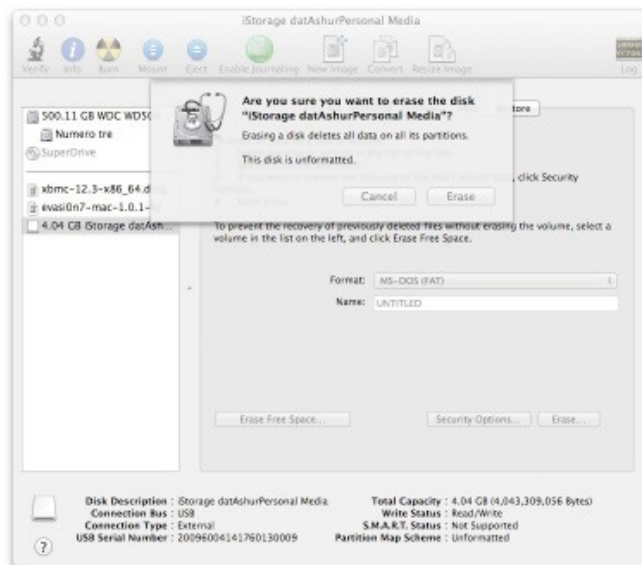 iStorage datAshurPersonal Media
Verify Info Burn Mount Eject Enable Journaling New Image Convert Resize Image Log
Are you sure you want to erase the disk
"iStorage datAshurPersonal Media"?
Erasing a disk deletes all data on all its partitions.
This disk is unformatted.
Cancel Erase
500.11 GB WDC WD50
Numero tre
SuperDrive
xbmc-12.3-x86_64.d
evasi0n7-mac-1.0.1-
4.04 GB iStorage datAsh...
click Security
To prevent the recovery of previously deleted files without erasing the volume, select a
volume in the list on the left, and click Erase Free Space.
Format: MS-DOS (FAT)
Name: UNTITLED
Erase Free Space... Security Options... Erase...
Disk Description : iStorage datAshurPersonal Media
Connection Bus : USB
Connection Type : External
USB Serial Number : 20096004141760130009
Total Capacity : 4.04 GB (4,043,309,056 Bytes)
Write Status : Read/Write
S.M.A.R.T. Status : Not Supported
Partition Map Scheme : Unformatted
?